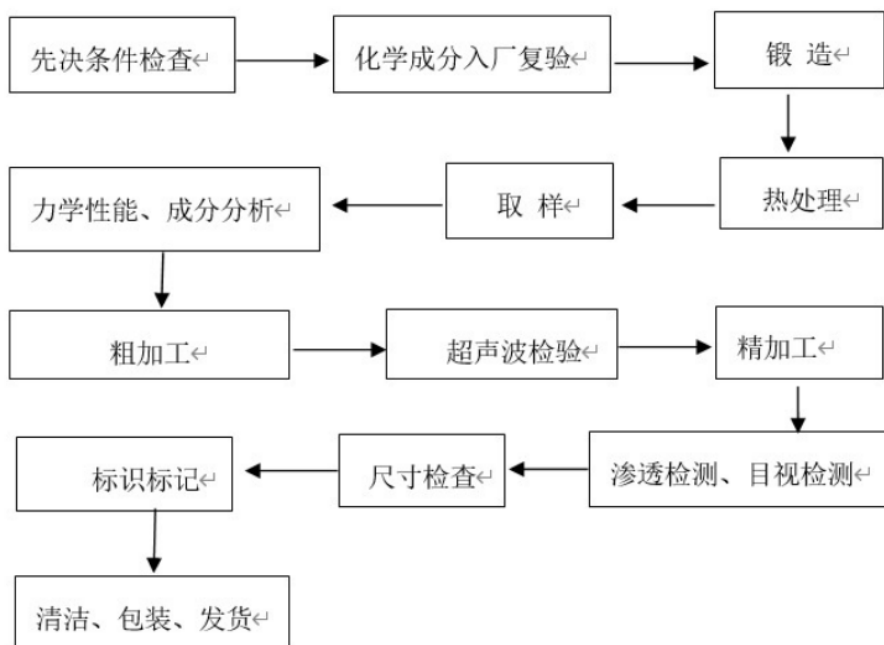 先决条件检查↵
化学成分入厂复验↵
锻 造↵
热处理↵
取 样↵
力学性能、成分分析↵
粗加工↵
超声波检验↵
精加工↵
渗透检测、目视检测↵
尺寸检查↵
标识标记↵
清洁、包装、发货↵